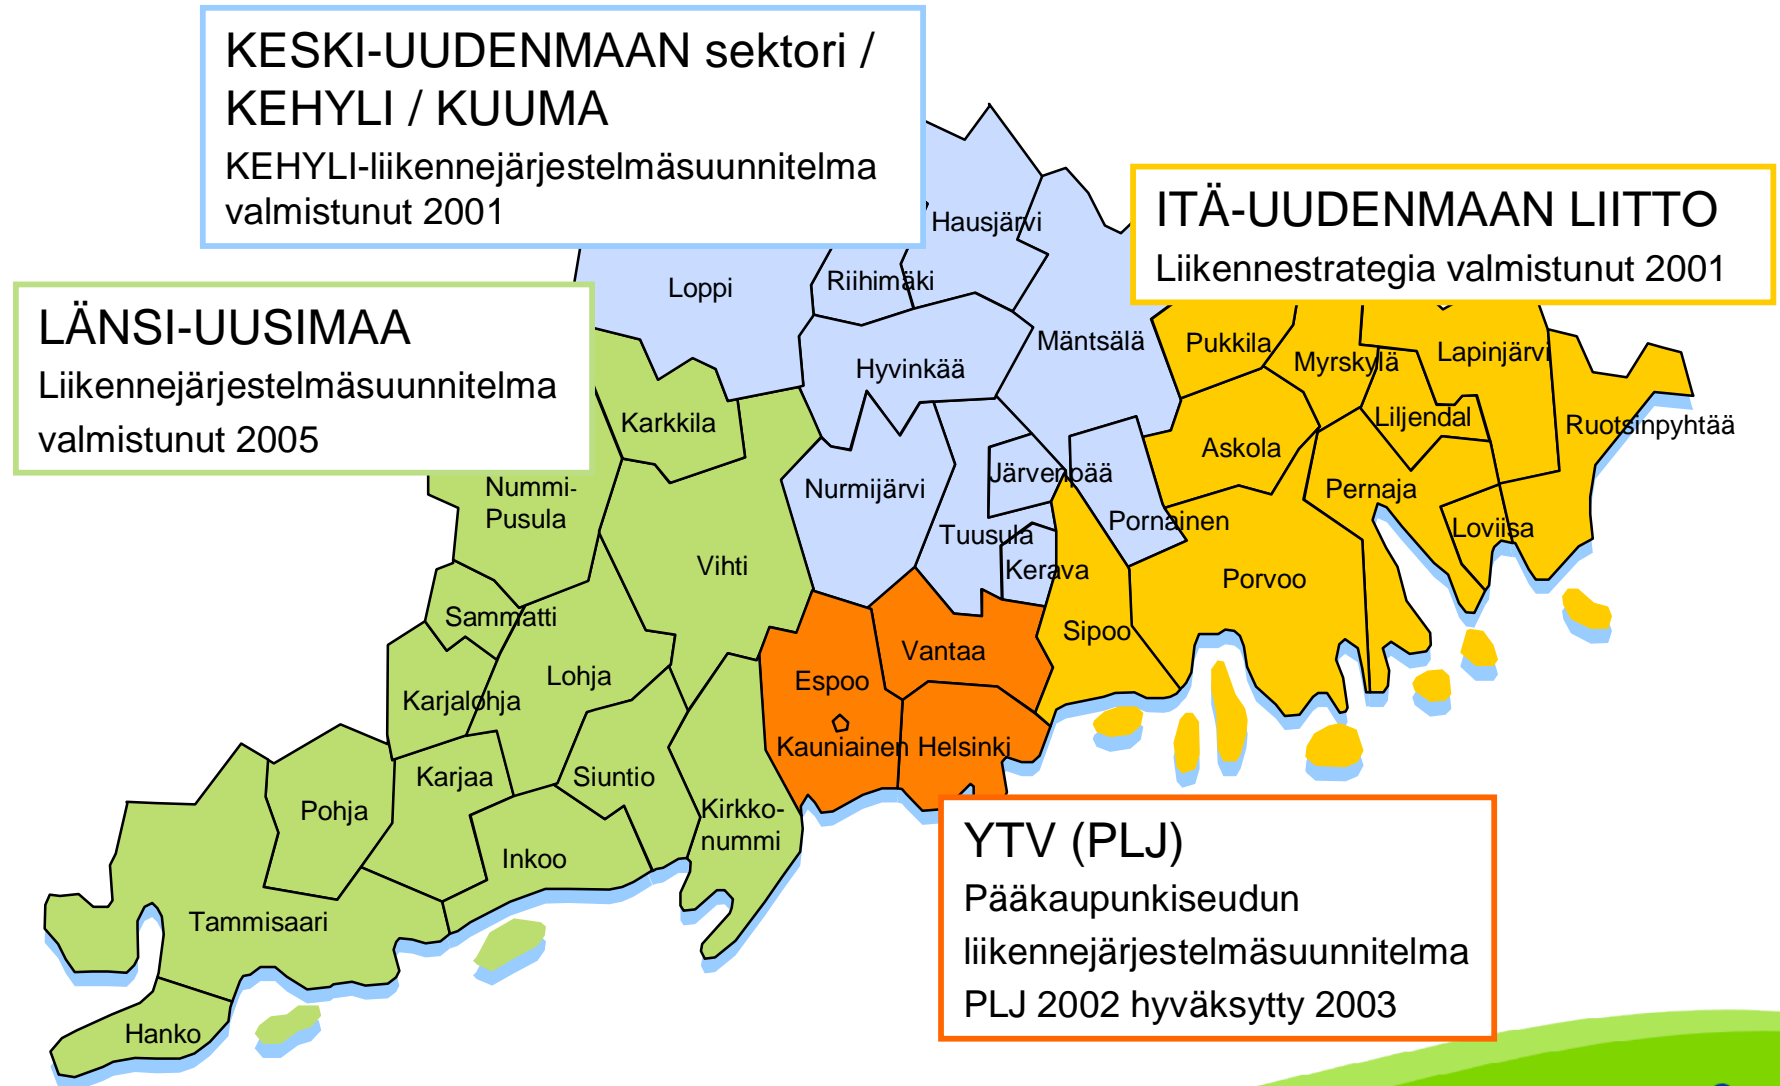 KESKI-UUDENMAAN sektori /
KEHYLI / KUUMA
KEHYLI-liikennejärjestelmäsuunnitelma
valmistunut 2001
ITÄ-UUDENMAAN LIITTO
Liikennestrategia valmistunut 2001
LÄNSI-UUSIMAA
Liikennejärjestelmäsuunnitelma
valmistunut 2005
Hausjärvi
Loppi
Riihimäki
Mäntsälä
Pukkila
Myrskylä
Lapinjärvi
Hyvinkää
Karkkila
Liljendal
Ruotsinpyhtää
Askola
Nummi-
Pusula
Nurmijärvi
Järvenpää
Pernaja
Tuusula
Pornainen
Loviisa
Vihti
Kerava
Porvoo
Sammatti
Sipoo
Vantaa
Lohja
Espoo
Karjalohja
Kauniainen
Helsinki
Karjaa
Siuntio
Pohja
Kirkko-
nummi
Inkoo
Tammisaari
Hanko
YTV (PLJ)
Pääkaupunkiseudun
liikennejärjestelmäsuunnitelma
PLJ 2002 hyväksytty 2003